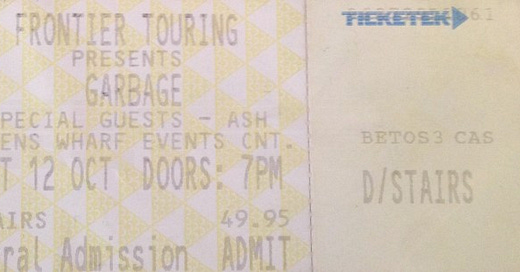 FRONTIER TOURING
PRESENTS
GARBAGE
PECIAL GUESTS - ASH
ENS WHARF EVENTS CNT.
T 12 OCT DOORS: 7PM
AIRS 49.95
ral Admission ADMIT
TICKETEK
BETOS3 CAS
D/STAIRS